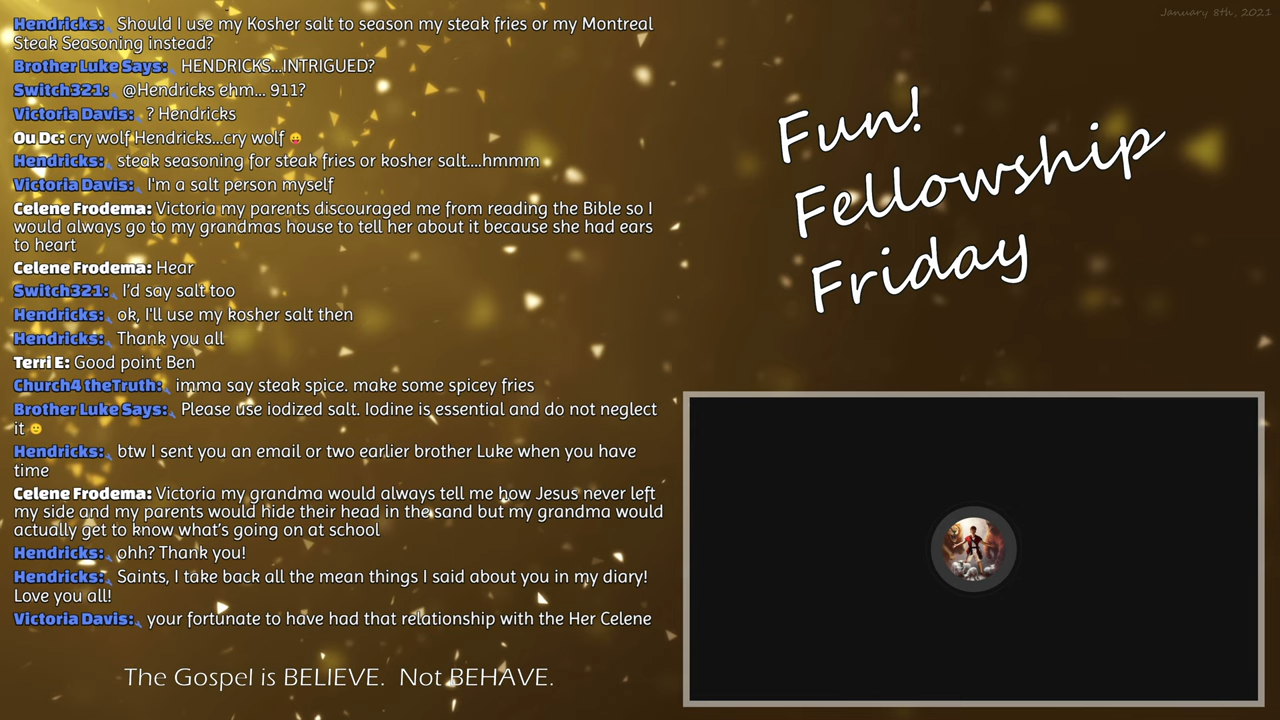 Hendricks: Should I use my Kosher salt to season my steak fries or my Montreal
Steak Seasoning instead?
Brother Luke Says: HENDRICKS...INTRIGUED?
Switch321: @Hendricks ehm... 911?
Victoria Davis: ? Hendricks
Ou Dc: cry wolf Hendricks...cry wolf 😛
Hendricks: steak seasoning for steak fries or kosher salt....hmmm
Victoria Davis: I'm a salt person myself
Celene Frodema: Victoria my parents discouraged me from reading the Bible so I
would always go to my grandmas house to tell her about it because she had ears
to heart
Celene Frodema: Hear
Switch321: I'd say salt too
Hendricks: ok, I'll use my kosher salt then
Hendricks: Thank you all
Terri E: Good point Ben
Church4 theTruth: imma say steak spice. make some spicey fries
Brother Luke Says: Please use iodized salt. Iodine is essential and do not neglect
it 🙂
Hendricks: btw I sent you an email or two earlier brother Luke when you have
time
Celene Frodema: Victoria my grandma would always tell me how Jesus never left
my side and my parents would hide their head in the sand but my grandma would
actually get to know what's going on at school
Hendricks: ohh? Thank you!
Hendricks: Saints, I take back all the mean things I said about you in my diary!
Love you all!
Victoria Davis: your fortunate to have had that relationship with the Her Celene
The Gospel is BELIEVE. Not BEHAVE.
January 8th, 2021
Fun!
Fellowship
Friday